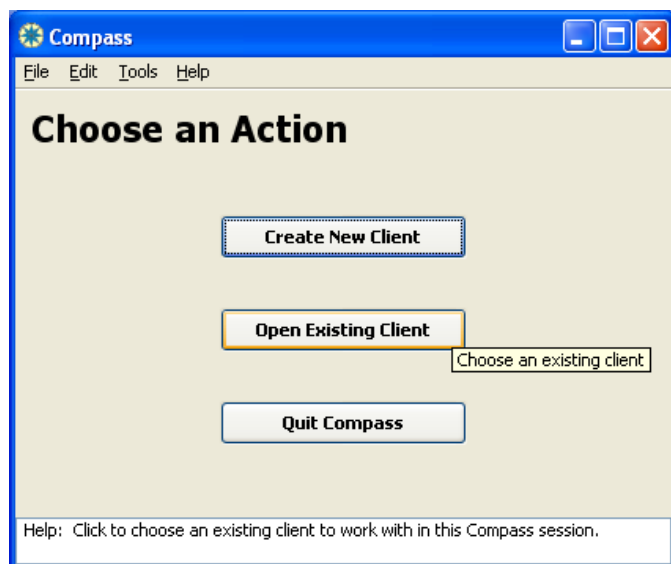 Compass
File Edit Tools Help
Choose an Action
Create New Client
Open Existing Client
Choose an existing client
Quit Compass
Help: Click to choose an existing client to work with in this Compass session.